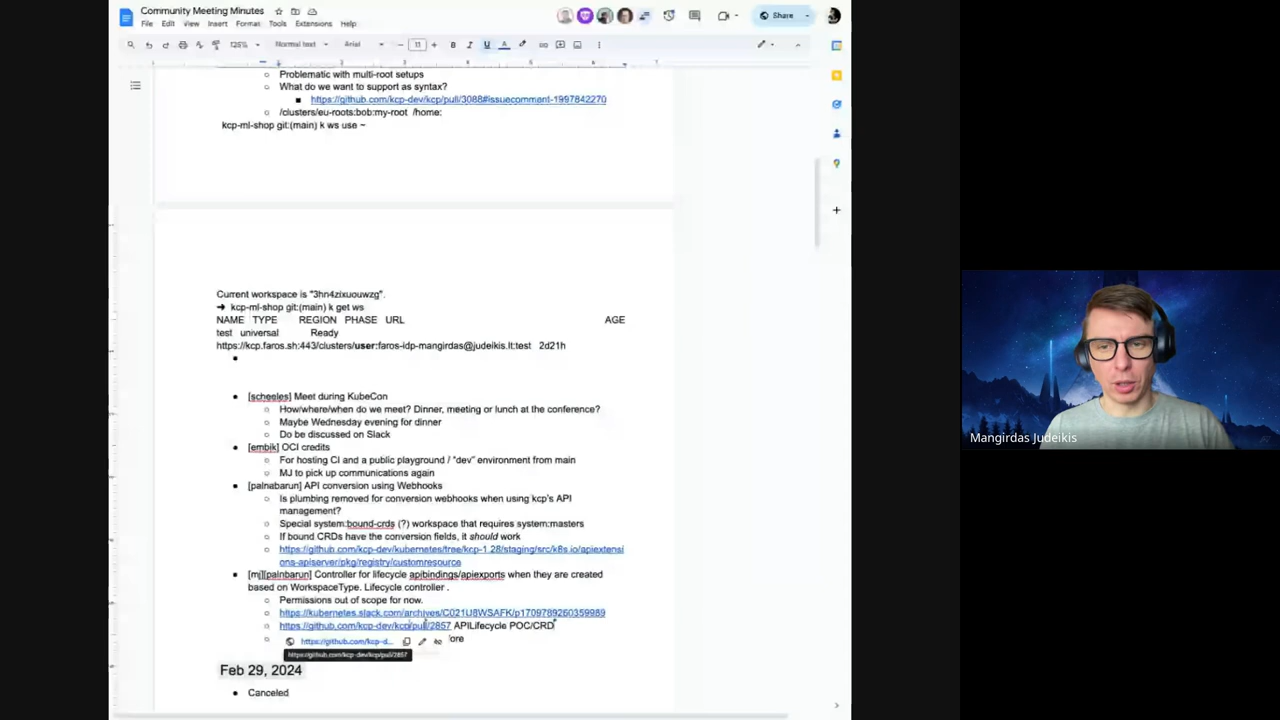 Community Meeting Minutes
File Edit View Insert Format Tools Extensions Help
Share
125% Normal text Arial 11
Problematic with multi-root setups
What do we want to support as syntax?
https://github.com/kcp-dev/kcp/pull/3088#issuecomment-1997842270
/clusters/eu-roots:bob:my-root /home:
kcp-ml-shop git:(main) k ws use ~
Current workspace is "3hn4zixuouwzg".
➜ kcp-ml-shop git:(main) k get ws
NAME TYPE REGION PHASE URL AGE
test universal Ready
https://kcp.faros.sh:443/clusters/user:faros-idp-mangirdas@judeikis.lt:test 2d21h
[scheeles] Meet during KubeCon
How/where/when do we meet? Dinner, meeting or lunch at the conference?
Maybe Wednesday evening for dinner
Do be discussed on Slack
[embik] OCI credits
For hosting CI and a public playground / "dev" environment from main
MJ to pick up communications again
[palnabarun] API conversion using Webhooks
Is plumbing removed for conversion webhooks when using kcp's API
management?
Special system:bound-crds (?) workspace that requires system:masters
If bound CRDs have the conversion fields, it should work
https://github.com/kcp-dev/kubernetes/tree/kcp-1.28/staging/src/k8s.io/apiextensi
ons-apiserver/pkg/registry/customresource
[mj][palnbarun] Controller for lifecycle apibindings/apiexports when they are created
based on WorkspaceType. Lifecycle controller .
Permissions out of scope for now.
https://kubernetes.slack.com/archives/C021U8WSAFK/p1709789260359989
https://github.com/kcp-dev/kcp/pull/2857 APILifecycle POC/CRD
https://github.com/kcp-d... ore
https://github.com/kcp-dev/kcp/pull/2857
Feb 29, 2024
Canceled
Mangirdas Judeikis